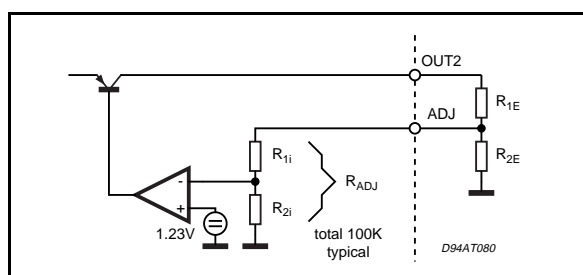 OUT2
R1E
ADJ
R1i
RADJ
R2E
-
R2i
+
1.23V
total 100K
typical
D94AT080